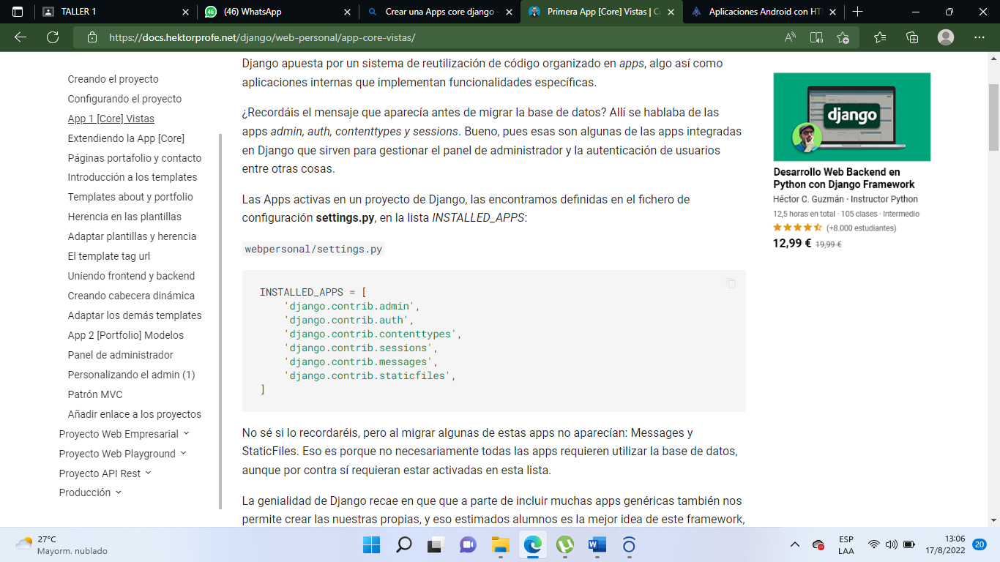 TALLER 1
(46) WhatsApp
Crear una Apps core django
Primera App [Core] Vistas |
Aplicaciones Android con HT
https://docs.hektorprofe.net/django/web-personal/app-core-vistas/
Creando el proyecto
Configurando el proyecto
App 1 [Core] Vistas
Extendiendo la App [Core]
Páginas portafolio y contacto
Introducción a los templates
Templates about y portfolio
Herencia en las plantillas
Adaptar plantillas y herencia
El template tag url
Uniendo frontend y backend
Creando cabecera dinámica
Adaptar los demás templates
App 2 [Portfolio] Modelos
Panel de administrador
Personalizando el admin (1)
Patrón MVC
Añadir enlace a los proyectos
Proyecto Web Empresarial
Proyecto Web Playground
Proyecto API Rest
Producción
Django apuesta por un sistema de reutilización de código organizado en apps, algo así como
aplicaciones internas que implementan funcionalidades específicas.
¿Recordáis el mensaje que aparecía antes de migrar la base de datos? Allí se hablaba de las
apps admin, auth, contenttypes y sessions. Bueno, pues esas son algunas de las apps integradas
en Django que sirven para gestionar el panel de administrador y la autenticación de usuarios
entre otras cosas.
Las Apps activas en un proyecto de Django, las encontramos definidas en el fichero de
configuración settings.py, en la lista INSTALLED_APPS:
webpersonal/settings.py
INSTALLED_APPS = [
'django.contrib.admin',
'django.contrib.auth',
'django.contrib.contenttypes',
'django.contrib.sessions',
'django.contrib.messages',
'django.contrib.staticfiles',
]
No sé si lo recordaréis, pero al migrar algunas de estas apps no aparecían: Messages y
StaticFiles. Eso es porque no necesariamente todas las apps requieren utilizar la base de datos,
aunque por contra sí requieran estar activadas en esta lista.
La genialidad de Django recae en que que a parte de incluir muchas apps genéricas también nos
permite crear las nuestras propias, y eso estimados alumnos es la mejor idea de este framework,
django
Desarrollo Web Backend en
Python con Django Framework
Héctor C. Guzmán · Instructor Python
12,5 horas en total · 105 clases · Intermedio
(+8.000 estudiantes)
12,99 € 19,99 €
27°C
Mayorm. nublado
ESP
LAA
13:06
17/8/2022
20